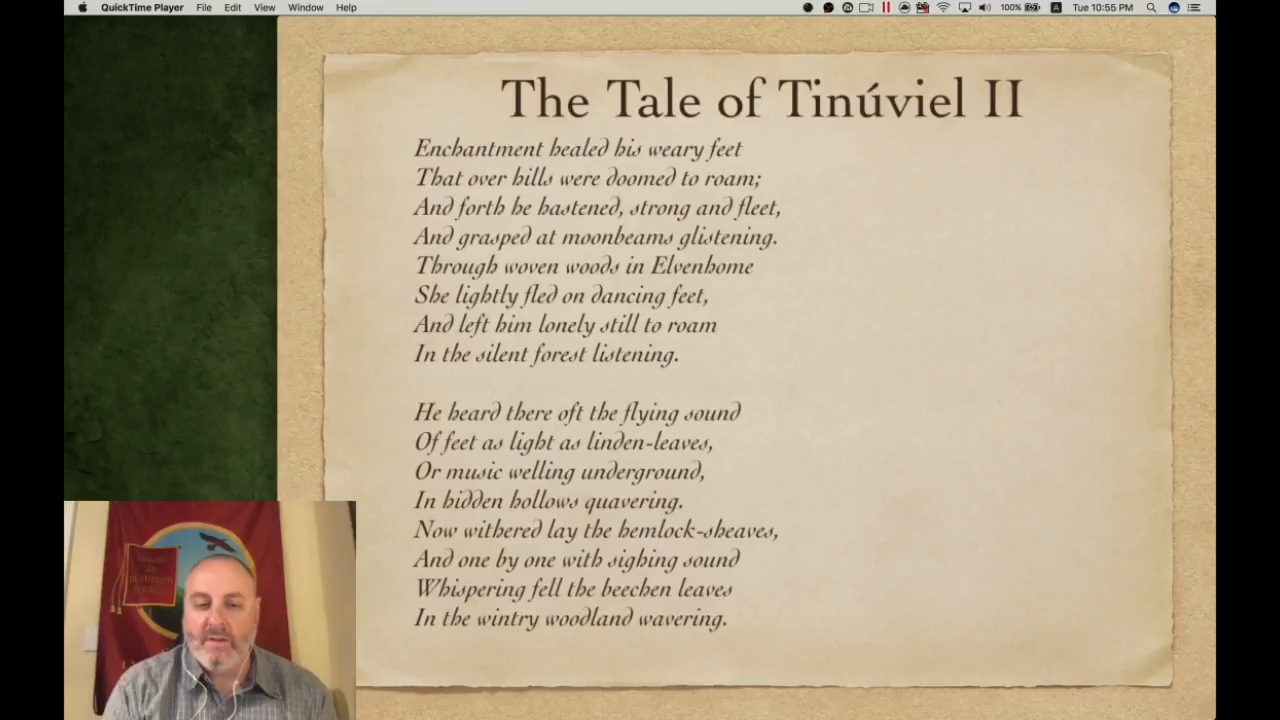 QuickTime Player File Edit View Window Help 100% A Tue 10:55 PM
The Tale of Tinúviel II
Enchantment healed his weary feet
That over hills were doomed to roam;
And forth he hastened, strong and fleet,
And grasped at moonbeams glistening.
Through woven woods in Elvenhome
She lightly fled on dancing feet,
And left him lonely still to roam
In the silent forest listening.
He heard there oft the flying sound
Of feet as light as linden-leaves,
Or music welling underground,
In hidden hollows quavering.
Now withered lay the hemlock-sheaves,
And one by one with sighing sound
Whispering fell the beechen leaves
In the wintry woodland wavering.